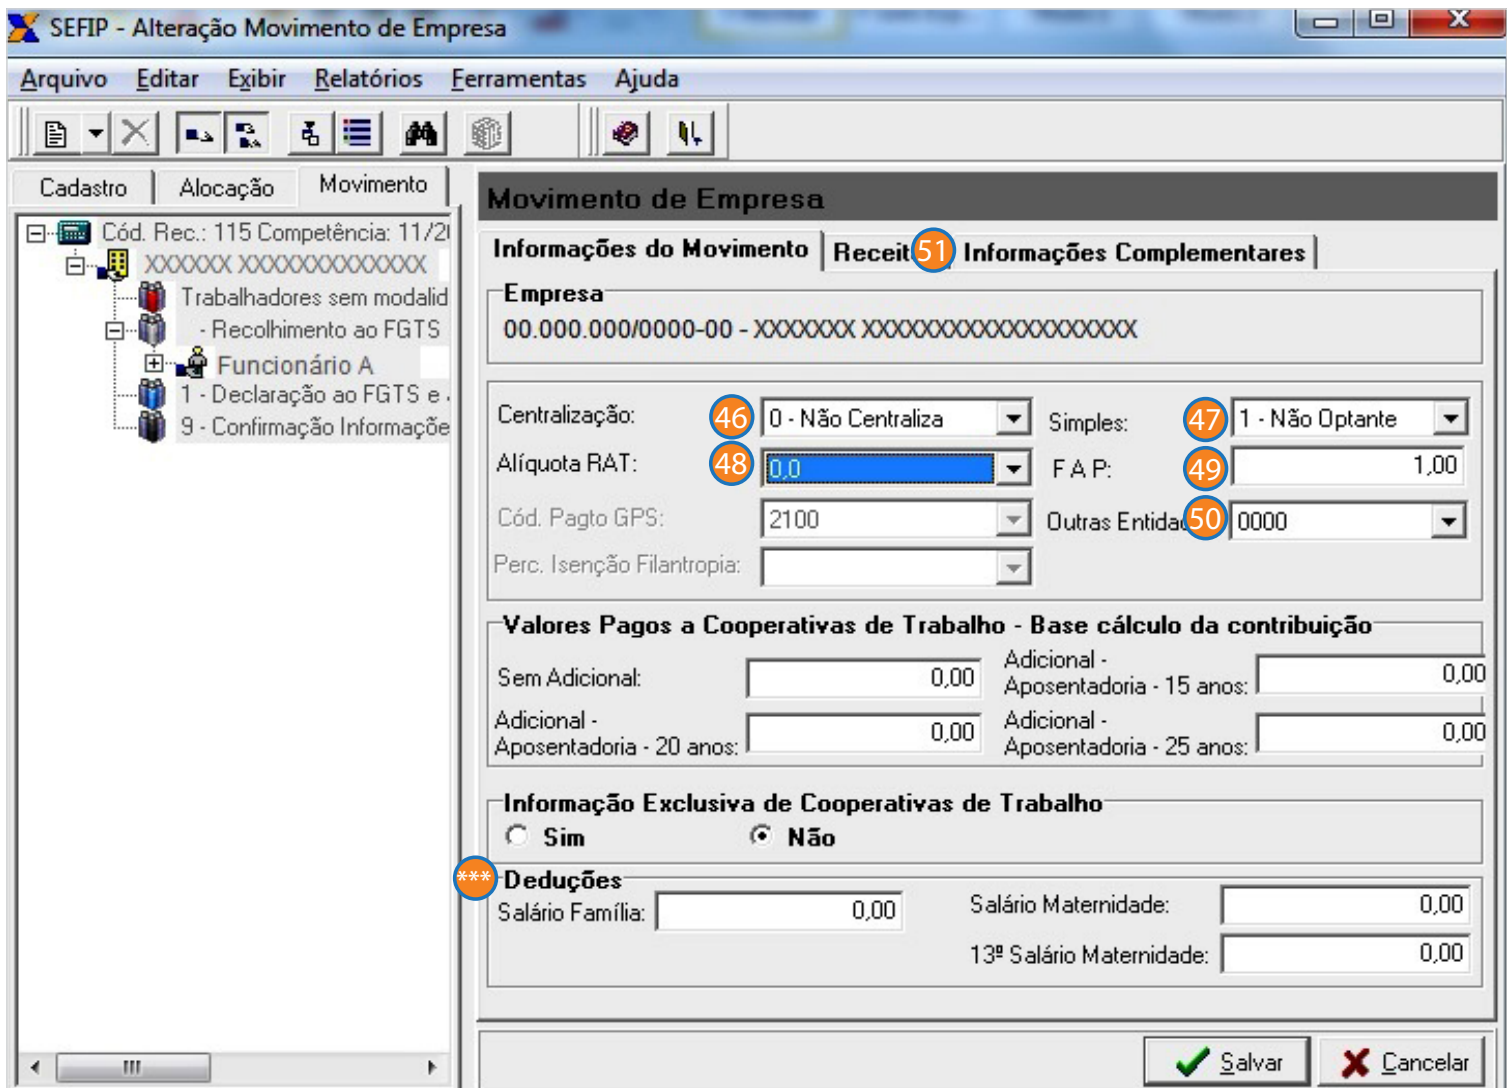 SEFIP - Alteração Movimento de Empresa
Arquivo Editar Exibir Relatórios Ferramentas Ajuda
Cadastro Alocação Movimento
Cód. Rec.: 115 Competência: 11/2
XXXXXX XXXXXXXXXXXXX
Trabalhadores sem modalid
- Recolhimento ao FGTS
Funcionário A
1 - Declaração ao FGTS e
9 - Confirmação Informaçõe
Movimento de Empresa
Informações do Movimento Receit 51 Informações Complementares
Empresa
00.000.000/0000-00 - XXXXXXX XXXXXXXXXXXXXXXXXXX
Centralização: 46 0 - Não Centraliza Simples: 47 1 - Não Optante
Alíquota RAT: 48 0,0 F A P: 49 1,00
Cód. Pagto GPS: 2100 Outras Entidad 50 0000
Perc. Isenção Filantropia:
Valores Pagos a Cooperativas de Trabalho - Base cálculo da contribuição
Sem Adicional: 0,00 Adicional - Aposentadoria - 15 anos: 0,00
Adicional - Aposentadoria - 20 anos: 0,00 Adicional - Aposentadoria - 25 anos: 0,00
Informação Exclusiva de Cooperativas de Trabalho
Sim Não
*** Deduções
Salário Família: 0,00 Salário Maternidade: 0,00
13º Salário Maternidade: 0,00
Salvar Cancelar